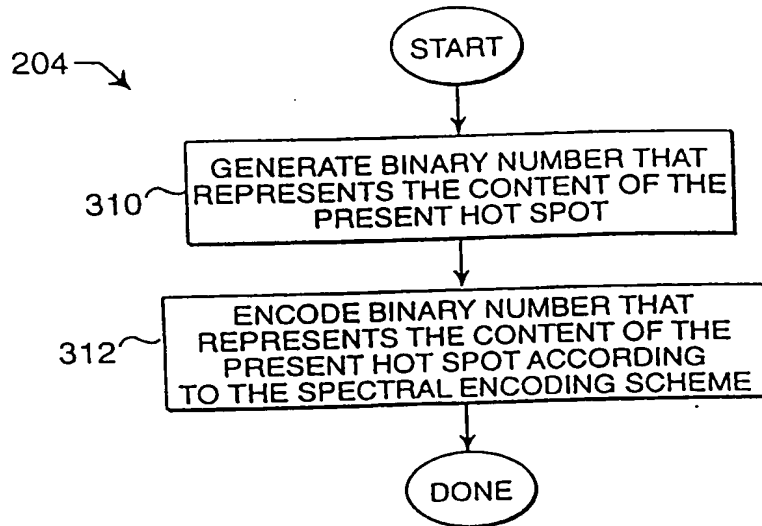 START
204
GENERATE BINARY NUMBER THAT
REPRESENTS THE CONTENT OF THE
PRESENT HOT SPOT
310
ENCODE BINARY NUMBER THAT
REPRESENTS THE CONTENT OF THE
PRESENT HOT SPOT ACCORDING
TO THE SPECTRAL ENCODING SCHEME
312
DONE